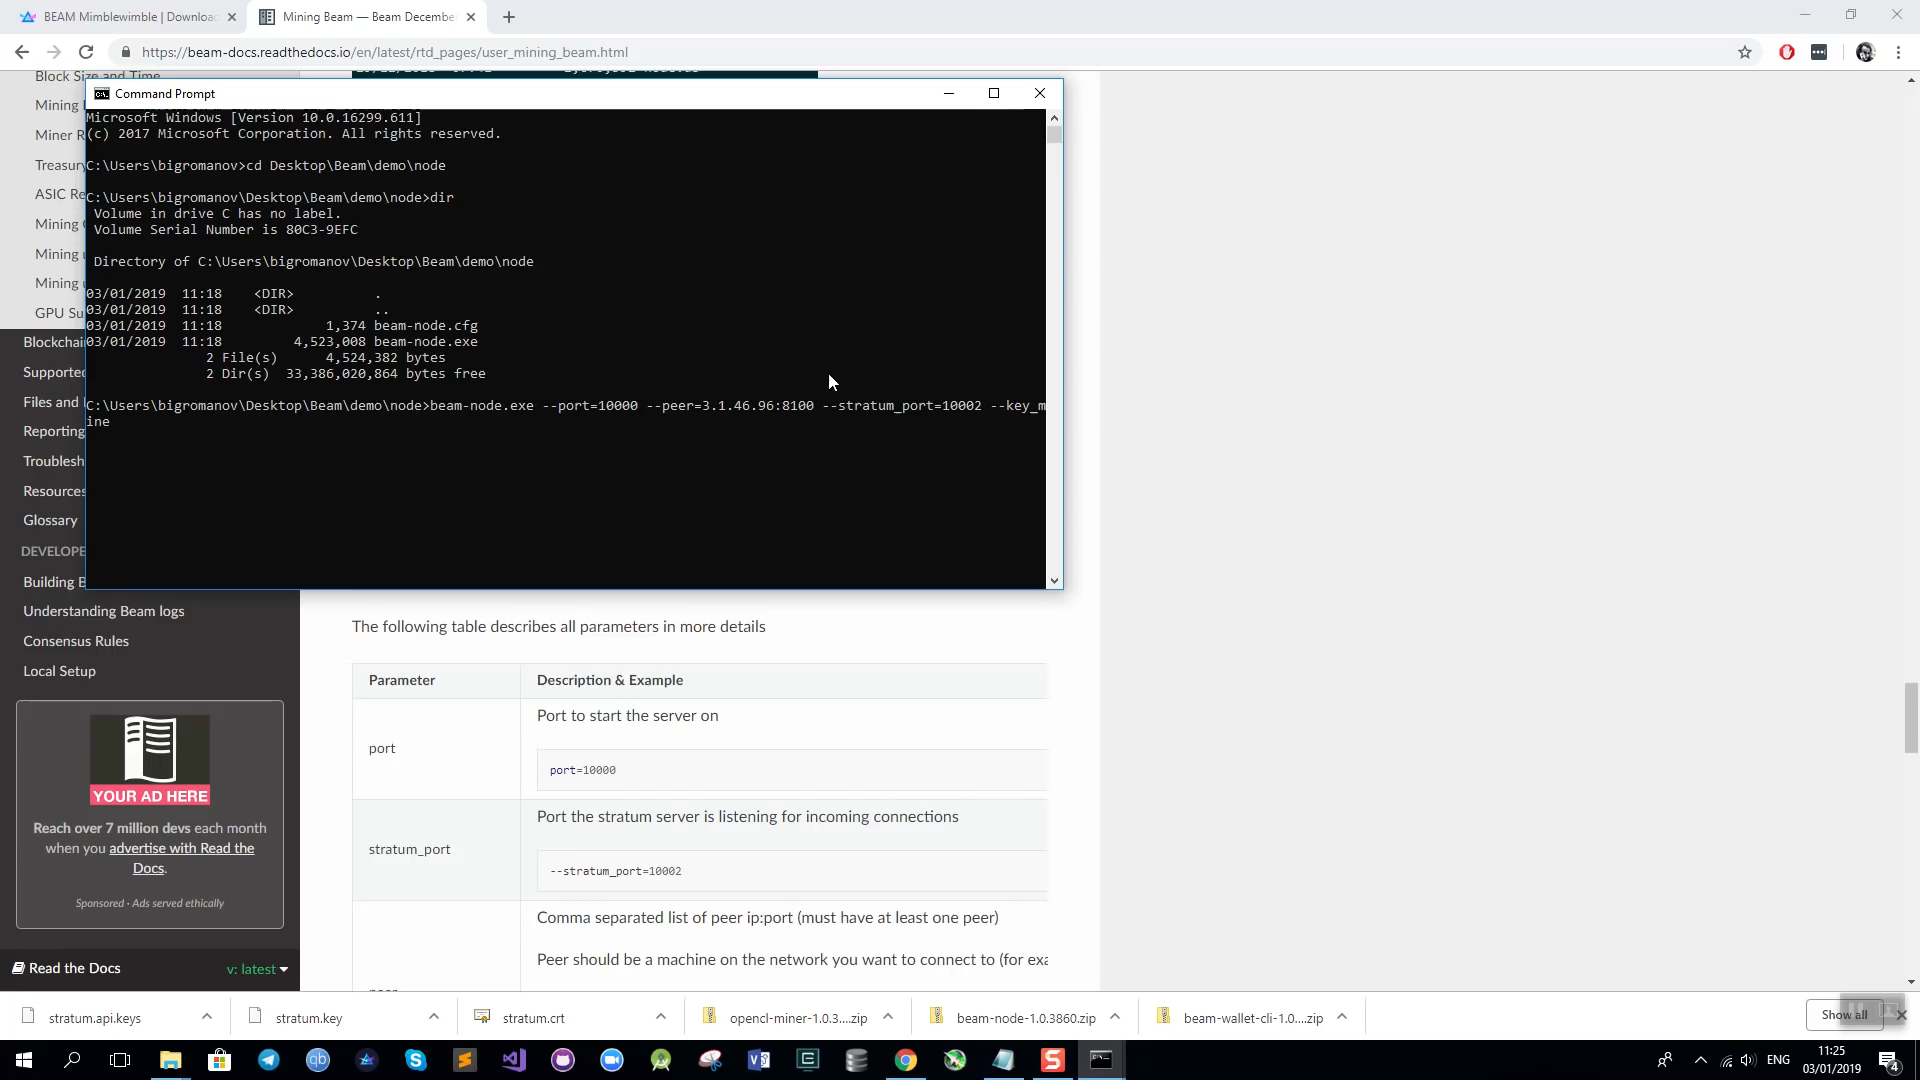 BEAM Mimblewimble | Downloa
Mining Beam — Beam December
https://beam-docs.readthedocs.io/en/latest/rtd_pages/user_mining_beam.html
Block Size and Time
Mining
Miner R
Treasury
ASIC Re
Mining
Mining
Mining
GPU Su
Blockchai
Supported
Files and
Reporting
Troublesh
Resources
Glossary
DEVELOPE
Building B
Understanding Beam logs
Consensus Rules
Local Setup
YOUR AD HERE
Reach over 7 million devs each month
when you advertise with Read the
Docs.
Sponsored · Ads served ethically
Read the Docs
v: latest
Command Prompt
Microsoft Windows [Version 10.0.16299.611]
(c) 2017 Microsoft Corporation. All rights reserved.
C:\Users\bigromanov>cd Desktop\Beam\demo\node
C:\Users\bigromanov\Desktop\Beam\demo\node>dir
Volume in drive C has no label.
Volume Serial Number is 80C3-9EFC
Directory of C:\Users\bigromanov\Desktop\Beam\demo\node
03/01/2019 11:18 <DIR> .
03/01/2019 11:18 <DIR> ..
03/01/2019 11:18 1,374 beam-node.cfg
03/01/2019 11:18 4,523,008 beam-node.exe
2 File(s) 4,524,382 bytes
2 Dir(s) 33,386,020,864 bytes free
C:\Users\bigromanov\Desktop\Beam\demo\node>beam-node.exe --port=10000 --peer=3.1.46.96:8100 --stratum_port=10002 --key_m
ine
The following table describes all parameters in more details
Parameter
Description & Example
port
Port to start the server on
port=10000
stratum_port
Port the stratum server is listening for incoming connections
--stratum_port=10002
Comma separated list of peer ip:port (must have at least one peer)
Peer should be a machine on the network you want to connect to (for exa
stratum.api.keys
stratum.key
stratum.crt
opencl-miner-1.0.3....zip
beam-node-1.0.3860.zip
beam-wallet-cli-1.0....zip
Show all
ENG
11:25
03/01/2019
4